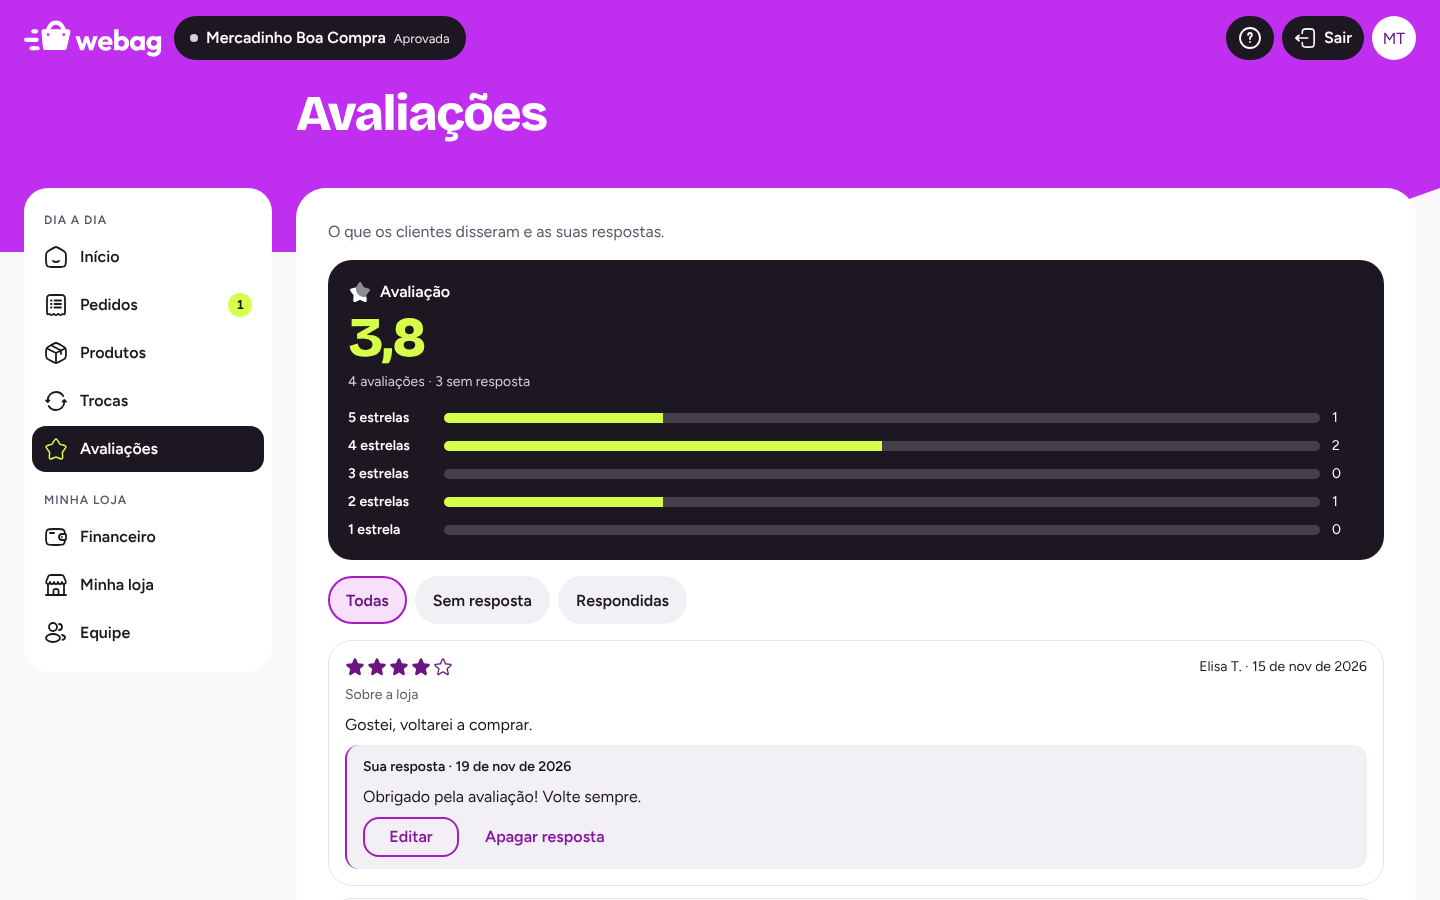 webag
Mercadinho Boa Compra Aprovada
Sair
MT
Avaliações
DIA A DIA
Início
Pedidos 1
Produtos
Trocas
Avaliações
MINHA LOJA
Financeiro
Minha loja
Equipe
O que os clientes disseram e as suas respostas.
Avaliação
3,8
4 avaliações · 3 sem resposta
5 estrelas 1
4 estrelas 2
3 estrelas 0
2 estrelas 1
1 estrela 0
Todas Sem resposta Respondidas
Elisa T. · 15 de nov de 2026
Sobre a loja
Gostei, voltarei a comprar.
Sua resposta · 19 de nov de 2026
Obrigado pela avaliação! Volte sempre.
Editar Apagar resposta